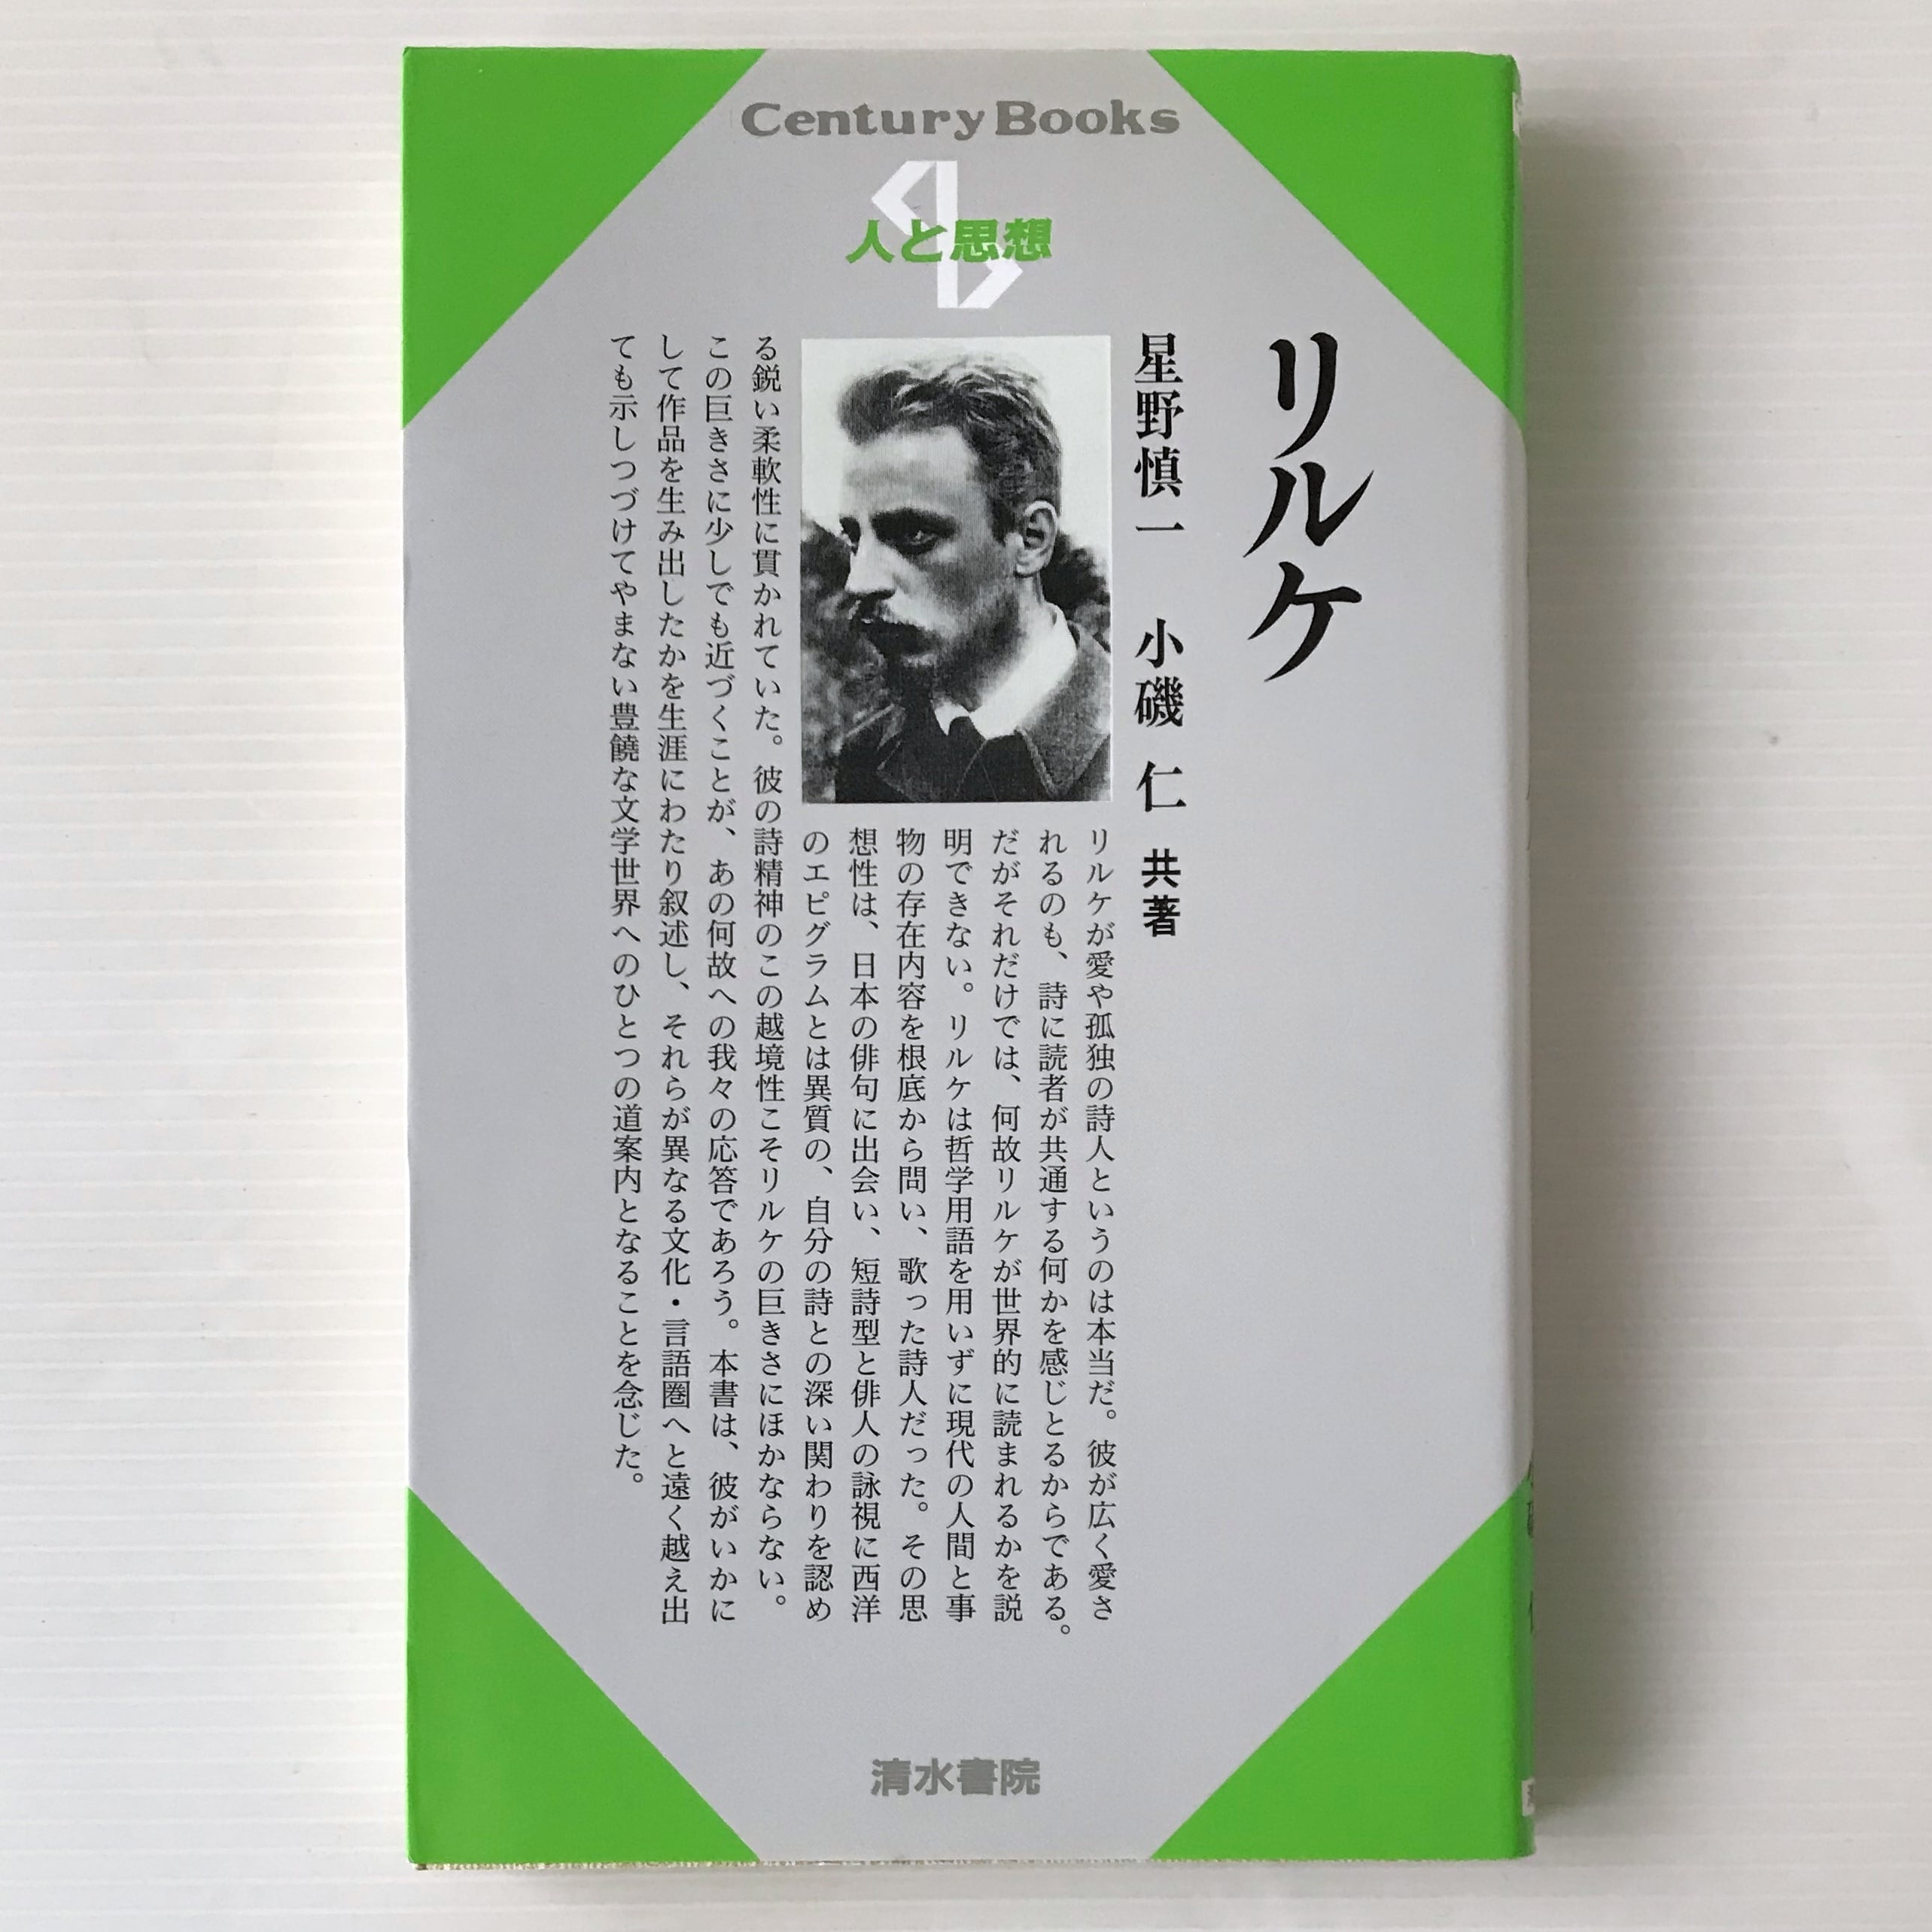 Century Books
人と思想
リルケ
星野慎一 小磯 仁 共著
リルケが愛や孤独の詩人というのは本当だ。彼が広く愛さ
れるのも、詩に読者が共通する何かを感じとるからである。
だがそれだけでは、何故リルケが世界的に読まれるかを説
明できない。リルケは哲学用語を用いずに現代の人間と事
物の存在内容を根底から問い、歌った詩人だった。その思
想性は、日本の俳句に出会い、短詩型と俳人の詠視に西洋
のエピグラムとは異質の、自分の詩との深い関わりを認め
る鋭い柔軟性に貫かれていた。彼の詩精神のこの越境性こそリルケの巨きさにほかならない。
この巨きさに少しでも近づくことが、あの何故への我々の応答であろう。本書は、彼がいかに
して作品を生み出したかを生涯にわたり叙述し、それらが異なる文化・言語圏へと遠く越え出
ても示しつづけてやまない豊饒な文学世界へのひとつの道案内となることを念じた。
清水書院